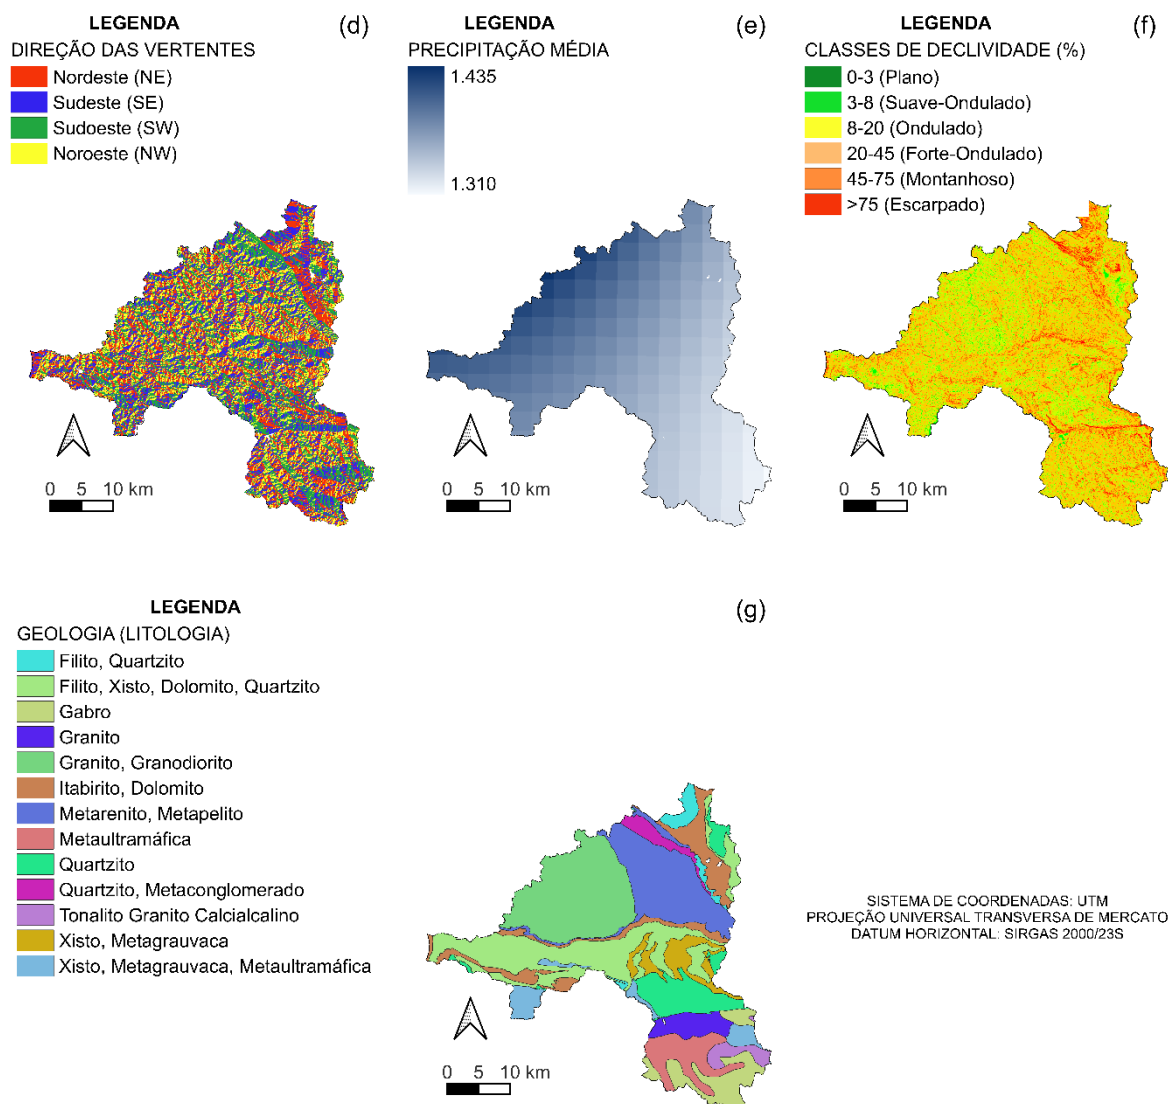 LEGENDA
(d)
DIREÇÃO DAS VERTENTES
Nordeste (NE)
Sudeste (SE)
Sudoeste (SW)
Noroeste (NW)
0 5 10 km
LEGENDA
(e)
PRECIPITAÇÃO MÉDIA
1.435
1.310
0 5 10 km
LEGENDA
(f)
CLASSES DE DECLIVIDADE (%)
0-3 (Plano)
3-8 (Suave-Ondulado)
8-20 (Ondulado)
20-45 (Forte-Ondulado)
45-75 (Montanhoso)
>75 (Escarpado)
0 5 10 km
LEGENDA
(g)
GEOLOGIA (LITOLOGIA)
Filito, Quartzito
Filito, Xisto, Dolomito, Quartzito
Gabro
Granito
Granito, Granodiorito
Itabirito, Dolomito
Metarenito, Metapelito
Metaultramáfica
Quartzito
Quartzito, Metaconglomerado
Tonalito Granito Calcialcalino
Xisto, Metagrauvaca
Xisto, Metagrauvaca, Metaultramáfica
0 5 10 km
SISTEMA DE COORDENADAS: UTM
PROJEÇÃO UNIVERSAL TRANSVERSA DE MERCATO
DATUM HORIZONTAL: SIRGAS 2000/23S